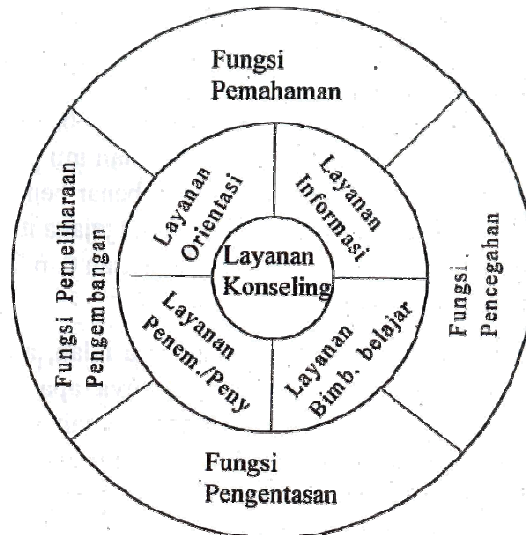 Fungsi
Pemahaman
Layanan
Orientasi
Layanan
Informasi
Fungsi Pemeliharaan
Pengembangan
Layanan
Konseling
Fungsi
Pencegahan
Layanan
Penem./Peny
Layanan
Bimb. belajar
Fungsi
Pengentasan